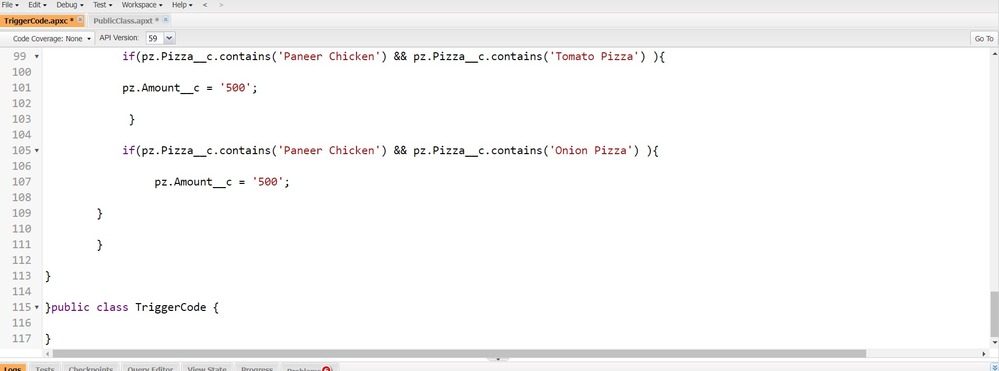 File Edit Debug Test Workspace Help < >
TriggerCode.apxc * PublicClass.apxt *
Code Coverage: None API Version: 59 Go To
99 if(pz.Pizza__c.contains('Paneer Chicken') && pz.Pizza__c.contains('Tomato Pizza') ){
100
101 pz.Amount__c = '500';
102
103 }
104
105 if(pz.Pizza__c.contains('Paneer Chicken') && pz.Pizza__c.contains('Onion Pizza') ){
106
107 pz.Amount__c = '500';
108
109 }
110
111 }
112
113 }
114
115 }public class TriggerCode {
116
117 }
Logs Tests Checkpoints Query Editor View State Progress Problems 6